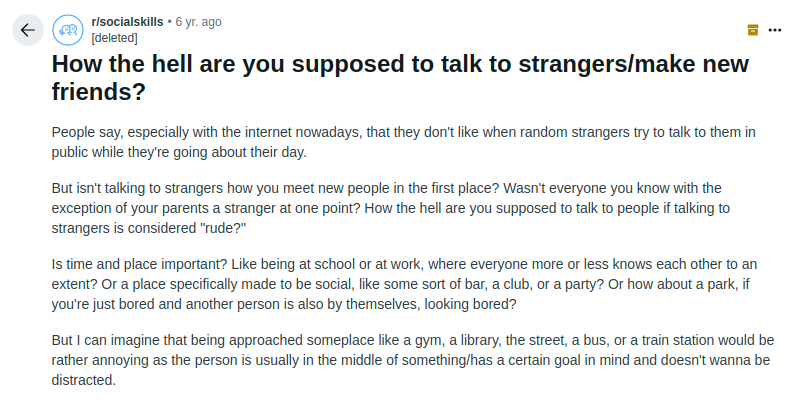 r/socialskills • 6 yr. ago
[deleted]
How the hell are you supposed to talk to strangers/make new
friends?
People say, especially with the internet nowadays, that they don't like when random strangers try to talk to them in
public while they're going about their day.
But isn't talking to strangers how you meet new people in the first place? Wasn't everyone you know with the
exception of your parents a stranger at one point? How the hell are you supposed to talk to people if talking to
strangers is considered "rude?"
Is time and place important? Like being at school or at work, where everyone more or less knows each other to an
extent? Or a place specifically made to be social, like some sort of bar, a club, or a party? Or how about a park, if
you're just bored and another person is also by themselves, looking bored?
But I can imagine that being approached someplace like a gym, a library, the street, a bus, or a train station would be
rather annoying as the person is usually in the middle of something/has a certain goal in mind and doesn't wanna be
distracted.